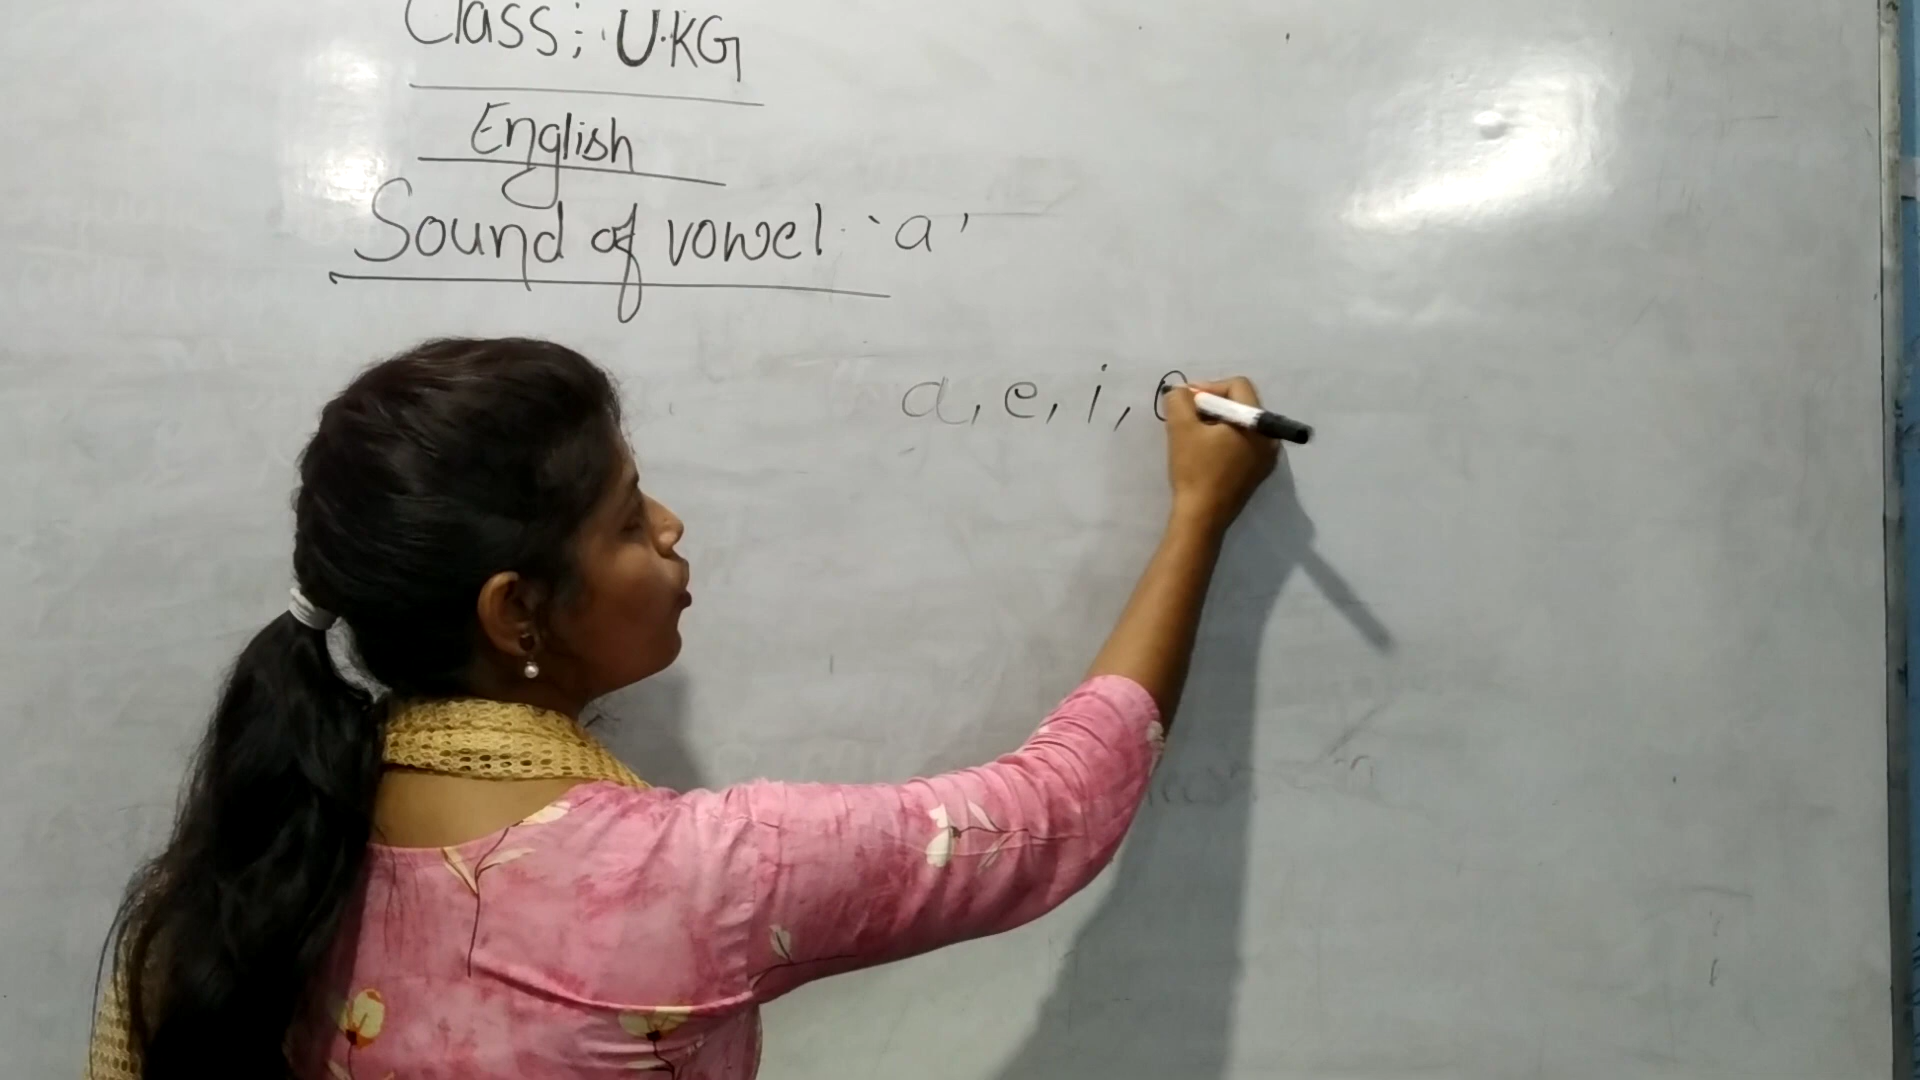 Class; U.KG
English
Sound of vowel 'a'
a, e, i, o